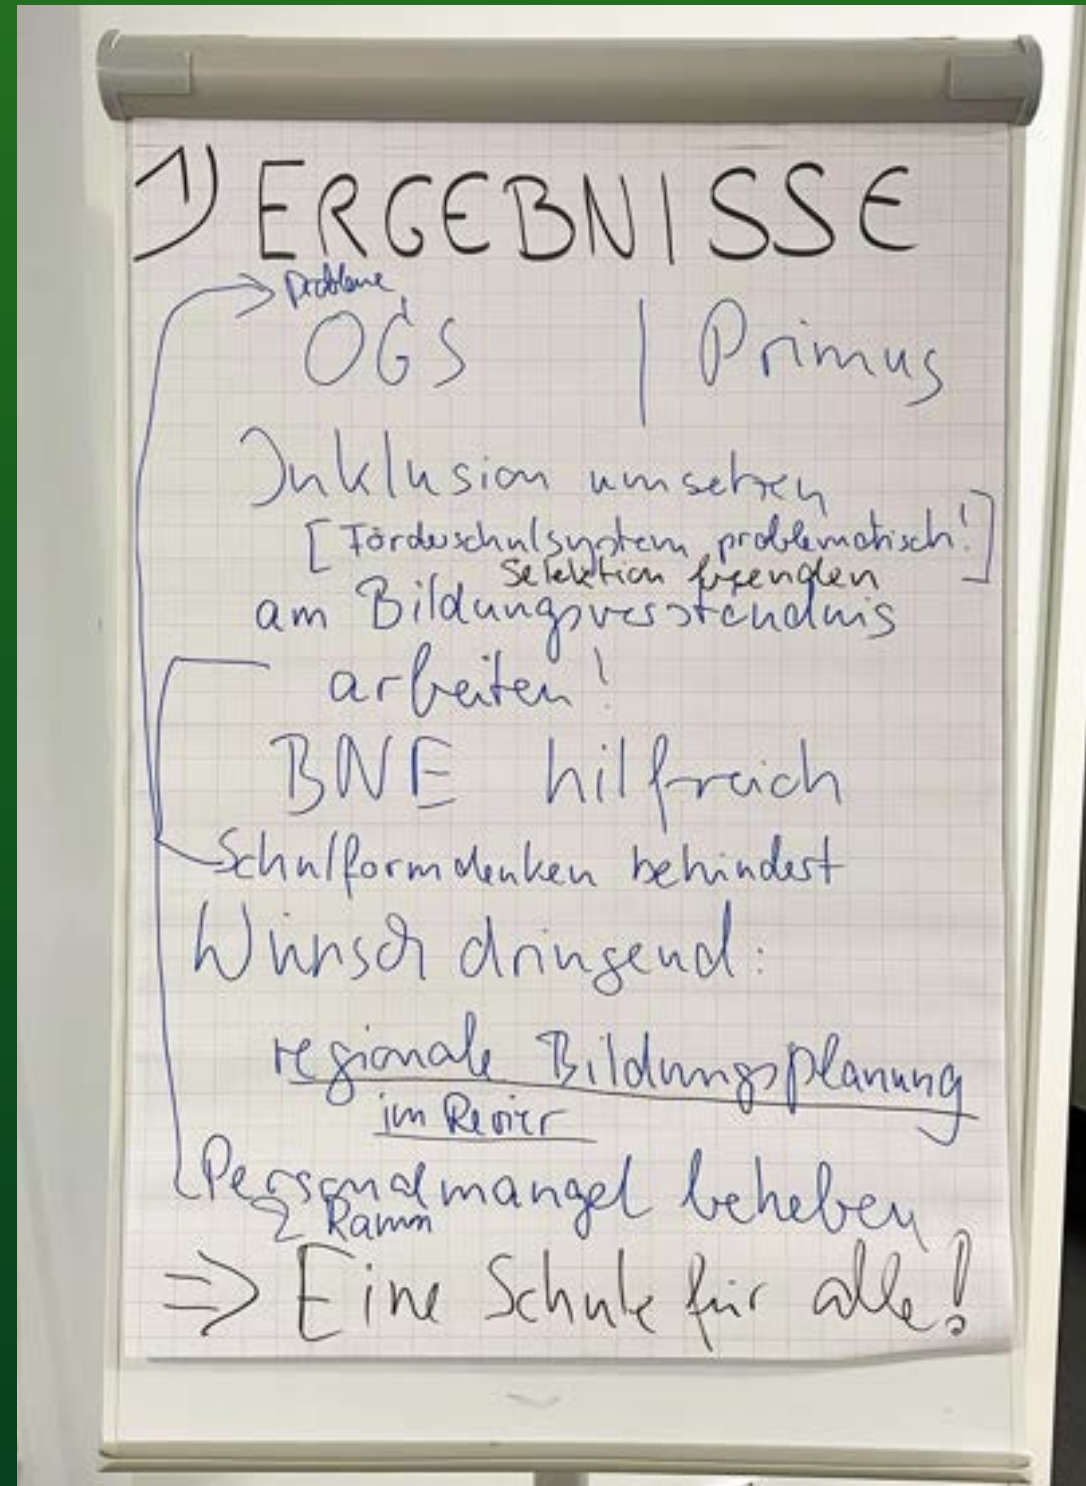 1) ERGEBNISSE
Probleme
OGS | Primus
Inklusion umsetzen
[Förderschulsystem problematisch!]
Selektion beenden
am Bildungsverständnis
arbeiten!
BNE hilfreich
Schulformdenken behindert
Wunsch dringend:
regionale Bildungsplanung
im Revier
Personalmangel beheben
Raum
=> Eine Schule für alle!